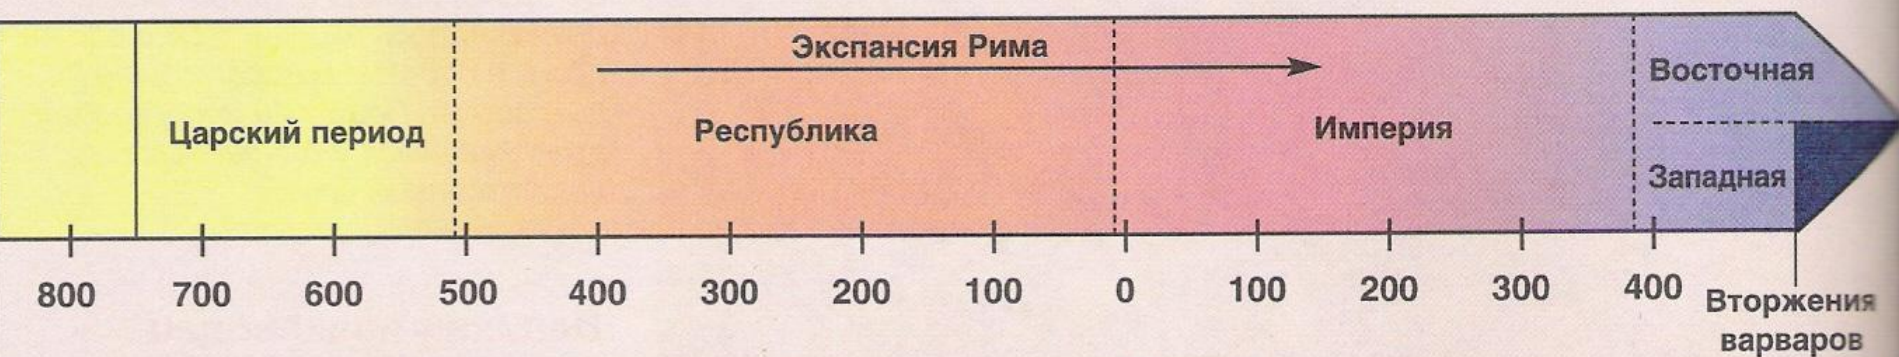 Экспансия Рима
Восточная
Царский период
Республика
Империя
Западная
800 700 600 500 400 300 200 100 0 100 200 300 400
Вторжения
варваров